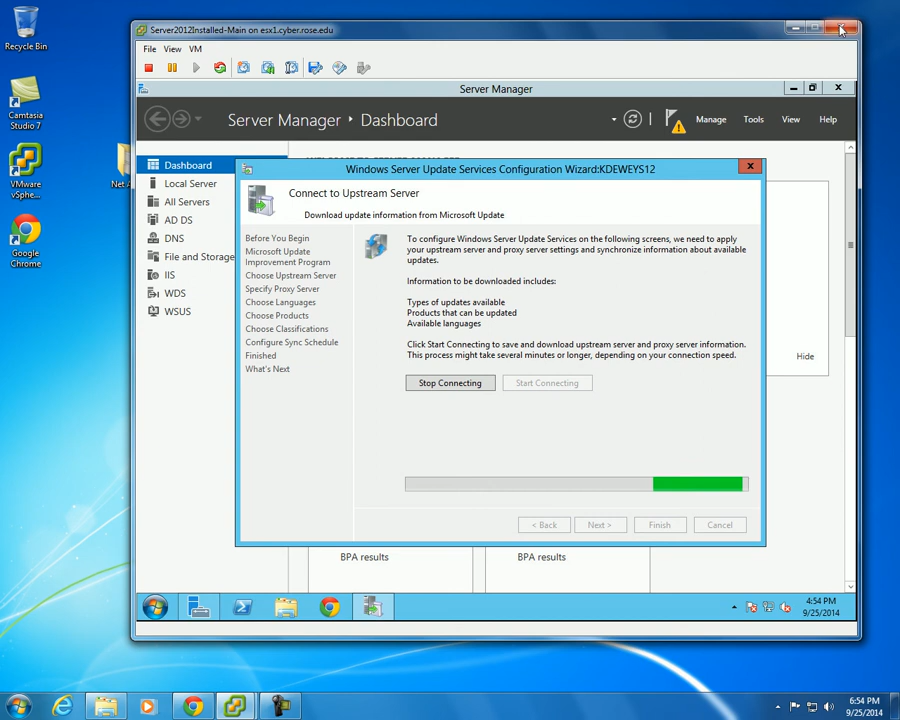 Recycle Bin
Camtasia
Studio 7
VMware
vSphe...
Google
Chrome
Net A
Server2012Installed-Main on esx1.cyber.rose.edu
File View VM
Server Manager
Server Manager ▸ Dashboard
Manage Tools View Help
Dashboard
Local Server
All Servers
AD DS
DNS
File and Storage
IIS
WDS
WSUS
Windows Server Update Services Configuration Wizard:KDEWEYS12
Connect to Upstream Server
Download update information from Microsoft Update
Before You Begin
Microsoft Update
Improvement Program
Choose Upstream Server
Specify Proxy Server
Choose Languages
Choose Products
Choose Classifications
Configure Sync Schedule
Finished
What's Next
To configure Windows Server Update Services on the following screens, we need to apply
your upstream server and proxy server settings and synchronize information about available
updates.
Information to be downloaded includes:
Types of updates available
Products that can be updated
Available languages
Click Start Connecting to save and download upstream server and proxy server information.
This process might take several minutes or longer, depending on your connection speed.
Stop Connecting Start Connecting
< Back Next > Finish Cancel
Hide
BPA results BPA results
4:54 PM
9/25/2014
6:54 PM
9/25/2014